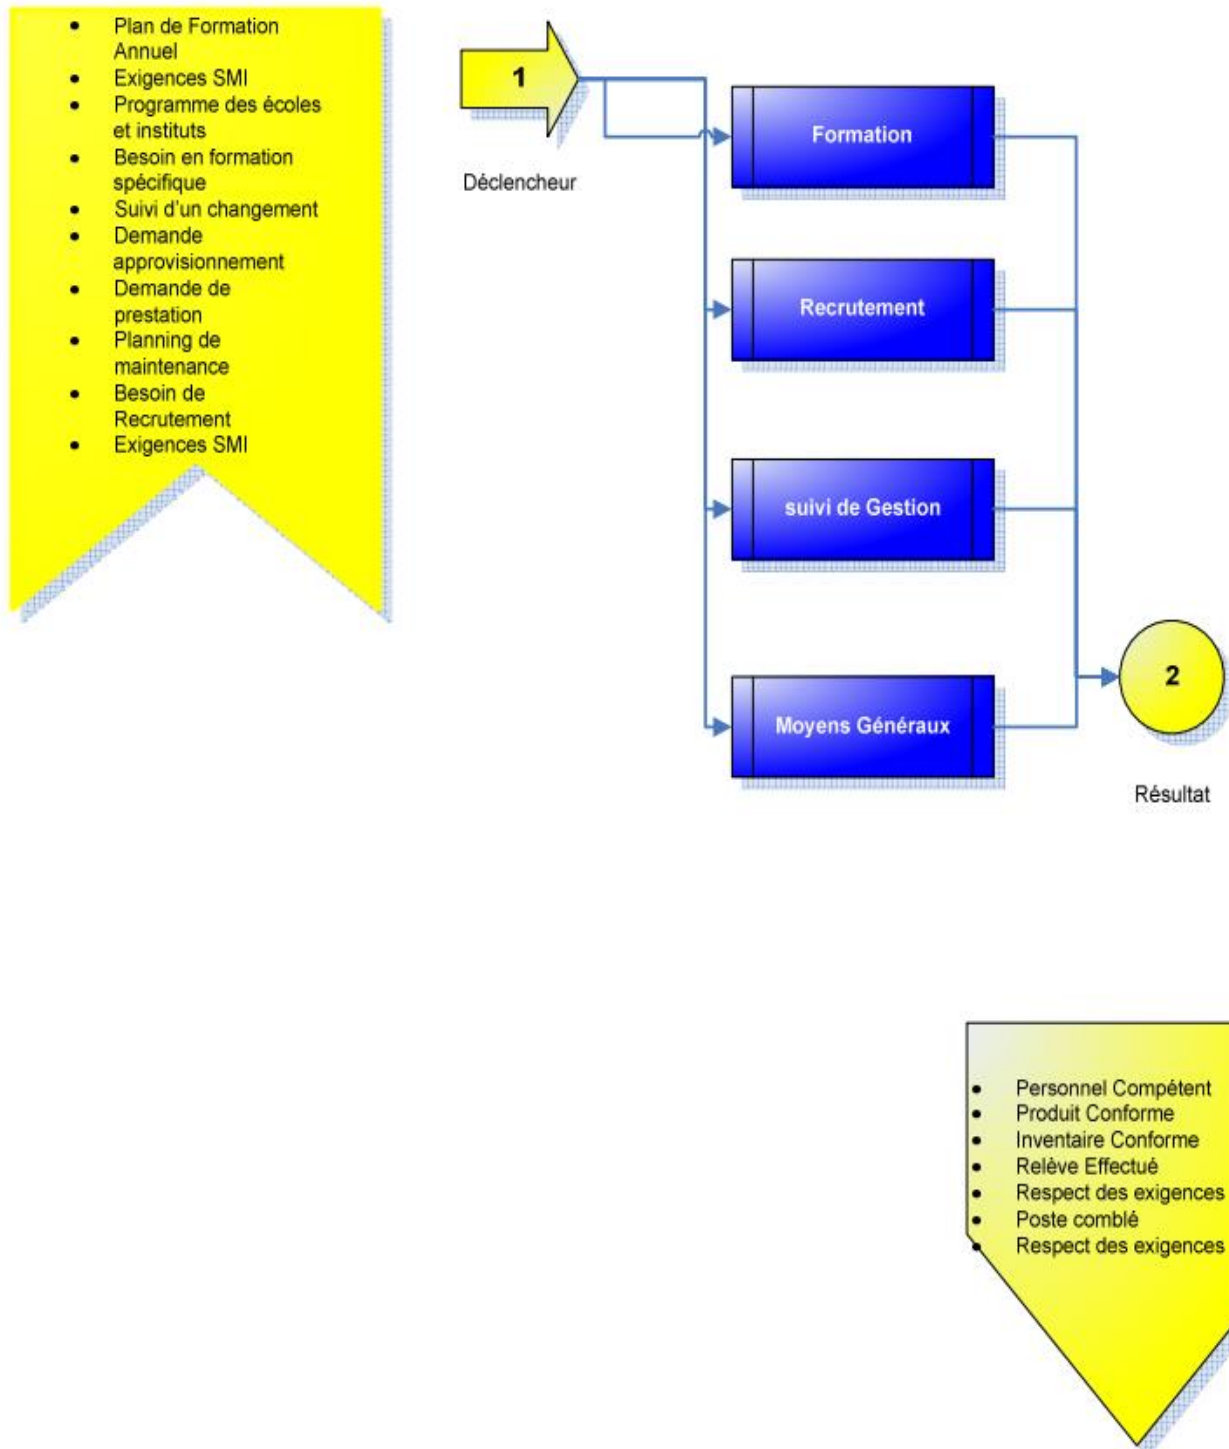 • Plan de Formation
Annuel
• Exigences SMI
• Programme des écoles
et instituts
• Besoin en formation
spécifique
• Suivi d'un changement
• Demande
approvisionnement
• Demande de
prestation
• Planning de
maintenance
• Besoin de
Recrutement
• Exigences SMI
1
Déclencheur
Formation
Recrutement
suivi de Gestion
Moyens Généraux
2
Résultat
• Personnel Compétent
• Produit Conforme
• Inventaire Conforme
• Relève Effectué
• Respect des exigences
• Poste comblé
• Respect des exigences